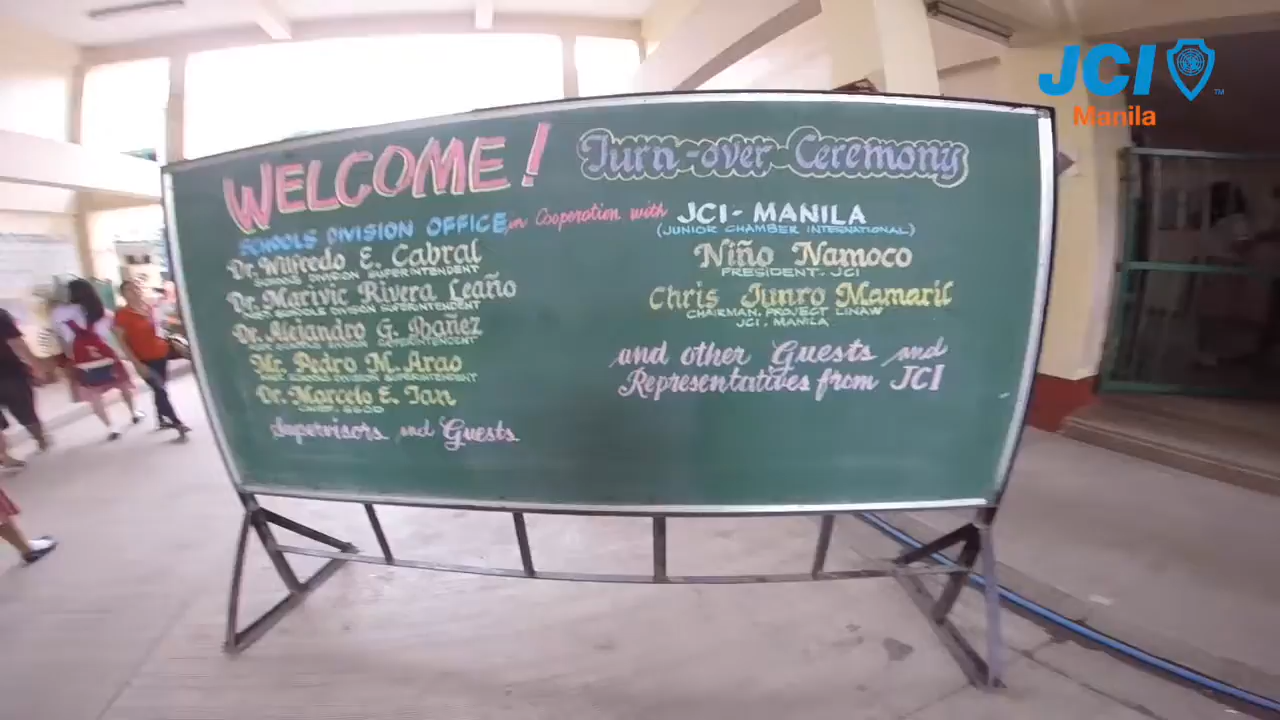 JCI
Manila
WELCOME!
Turn-over Ceremony
SCHOOLS DIVISION OFFICE, in Cooperation with JCI - MANILA
(JUNIOR CHAMBER INTERNATIONAL)
Dr. Wilfredo E. Cabral
SCHOOLS DIVISION SUPERINTENDENT
Dr. Marivic Rivera Leaño
ASST. SCHOOLS DIVISION SUPERINTENDENT
Dr. Alejandro G. Ibañez
SCHOOLS DIVISION SUPERINTENDENT
Mr. Pedro M. Arao
SCHOOLS DIVISION SUPERINTENDENT
Dr. Marcelo E. Tan
CHIEF, SGOD
Supervisors and Guests
Niño Namoco
PRESIDENT, JCI
Chris Junro Mamaril
CHAIRMAN, PROJECT LINAW
JCI, MANILA
and other Guests and
Representatives from JCI